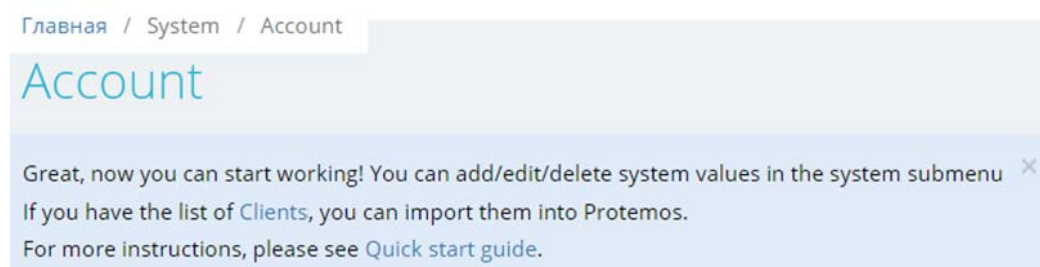 Главная / System / Account
Account
Great, now you can start working! You can add/edit/delete system values in the system submenu
If you have the list of Clients, you can import them into Protemos.
For more instructions, please see Quick start guide.